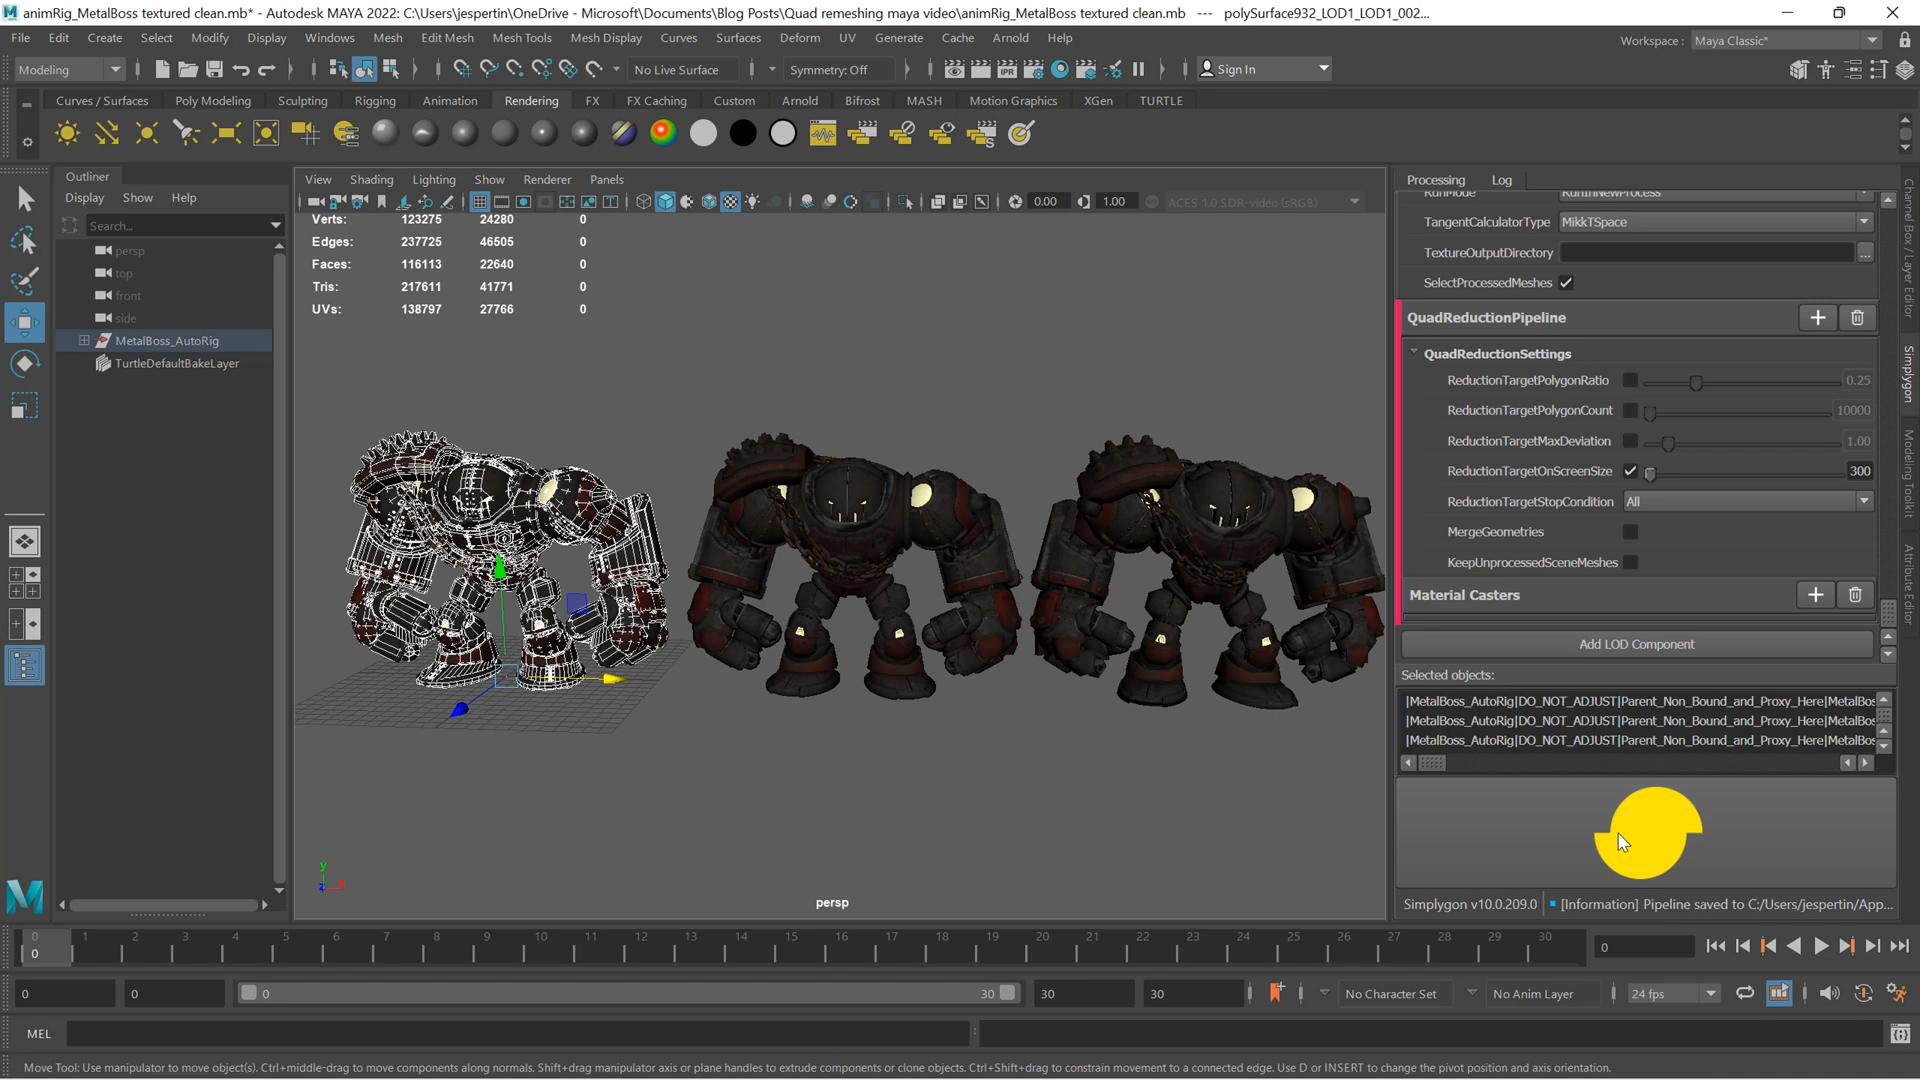 animRig_MetalBoss textured clean.mb* - Autodesk MAYA 2022: C:\Users\jespertin\OneDrive - Microsoft\Documents\Blog Posts\Quad remeshing maya video\animRig_MetalBoss textured clean.mb --- polySurface932_LOD1_LOD1_002...
File Edit Create Select Modify Display Windows Mesh Edit Mesh Mesh Tools Mesh Display Curves Surfaces Deform UV Generate Cache Arnold Help
Workspace : Maya Classic*
Modeling
No Live Surface
Symmetry: Off
IPR
Sign In
Curves / Surfaces Poly Modeling Sculpting Rigging Animation Rendering FX FX Caching Custom Arnold Bifrost MASH Motion Graphics XGen TURTLE
Outliner
Display Show Help
Search...
persp
top
front
side
MetalBoss_AutoRig
TurtleDefaultBakeLayer
View Shading Lighting Show Renderer Panels
0.00 1.00 ACES 1.0 SDR-video (sRGB)
Verts: 123275 24280 0
Edges: 237725 46505 0
Faces: 116113 22640 0
Tris: 217611 41771 0
UVs: 138797 27766 0
y
z x
persp
Processing Log
RunMode RunInNewProcess
TangentCalculatorType MikkTSpace
TextureOutputDirectory ...
SelectProcessedMeshes
QuadReductionPipeline
QuadReductionSettings
ReductionTargetPolygonRatio 0.25
ReductionTargetPolygonCount 10000
ReductionTargetMaxDeviation 1.00
ReductionTargetOnScreenSize 300
ReductionTargetStopCondition All
MergeGeometries
KeepUnprocessedSceneMeshes
Material Casters
Add LOD Component
Selected objects:
|MetalBoss_AutoRig|DO_NOT_ADJUST|Parent_Non_Bound_and_Proxy_Here|MetalBos
|MetalBoss_AutoRig|DO_NOT_ADJUST|Parent_Non_Bound_and_Proxy_Here|MetalBos
|MetalBoss_AutoRig|DO_NOT_ADJUST|Parent_Non_Bound_and_Proxy_Here|MetalBos
Simplygon v10.0.209.0
[Information] Pipeline saved to C:/Users/jespertin/App...
Channel Box / Layer Editor
Simplygon
Modeling Toolkit
Attribute Editor
0 1 2 3 4 5 6 7 8 9 10 11 12 13 14 15 16 17 18 19 20 21 22 23 24 25 26 27 28 29 30
0
0
0 0 0 30 30 30
No Character Set
No Anim Layer
24 fps
MEL
Move Tool: Use manipulator to move object(s). Ctrl+middle-drag to move components along normals. Shift+drag manipulator axis or plane handles to extrude components or clone objects. Ctrl+Shift+drag to constrain movement to a connected edge. Use D or INSERT to change the pivot position and axis orientation.